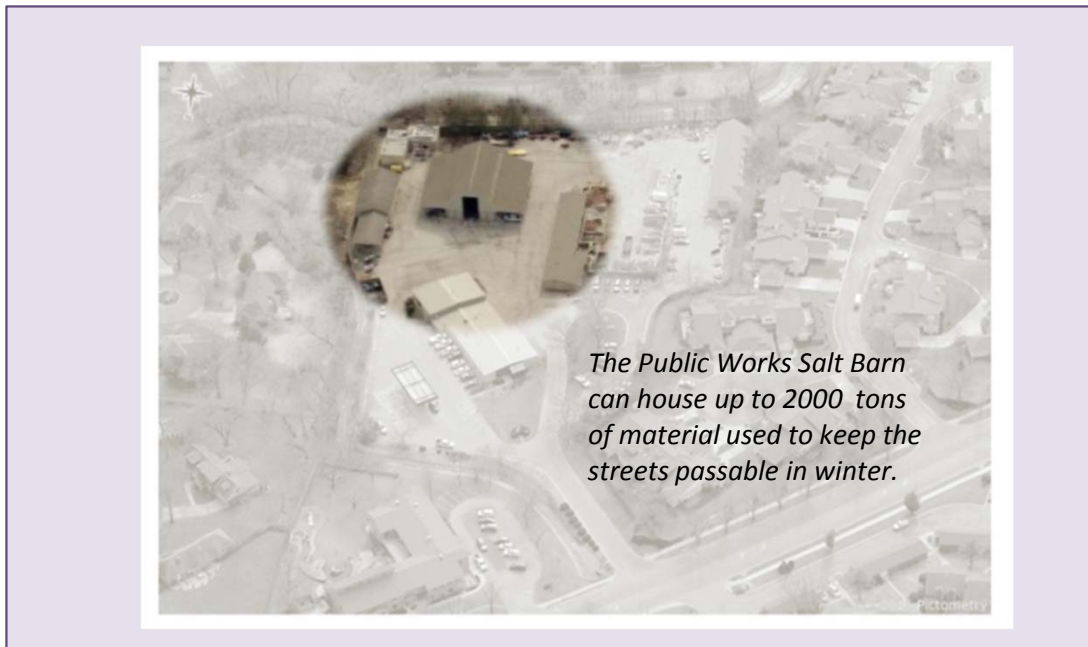 The Public Works Salt Barn
can house up to 2000  tons
of material used to keep the
streets passable in winter.
Pictometry